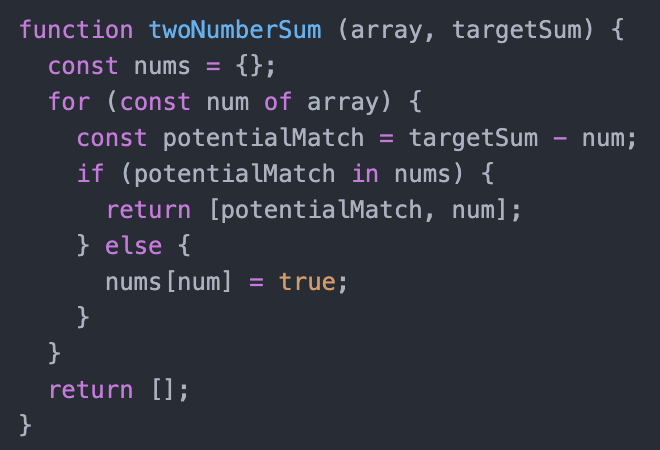 function twoNumberSum (array, targetSum) {
  const nums = {};
  for (const num of array) {
    const potentialMatch = targetSum - num;
    if (potentialMatch in nums) {
      return [potentialMatch, num];
    } else {
      nums[num] = true;
    }
  }
  return [];
}